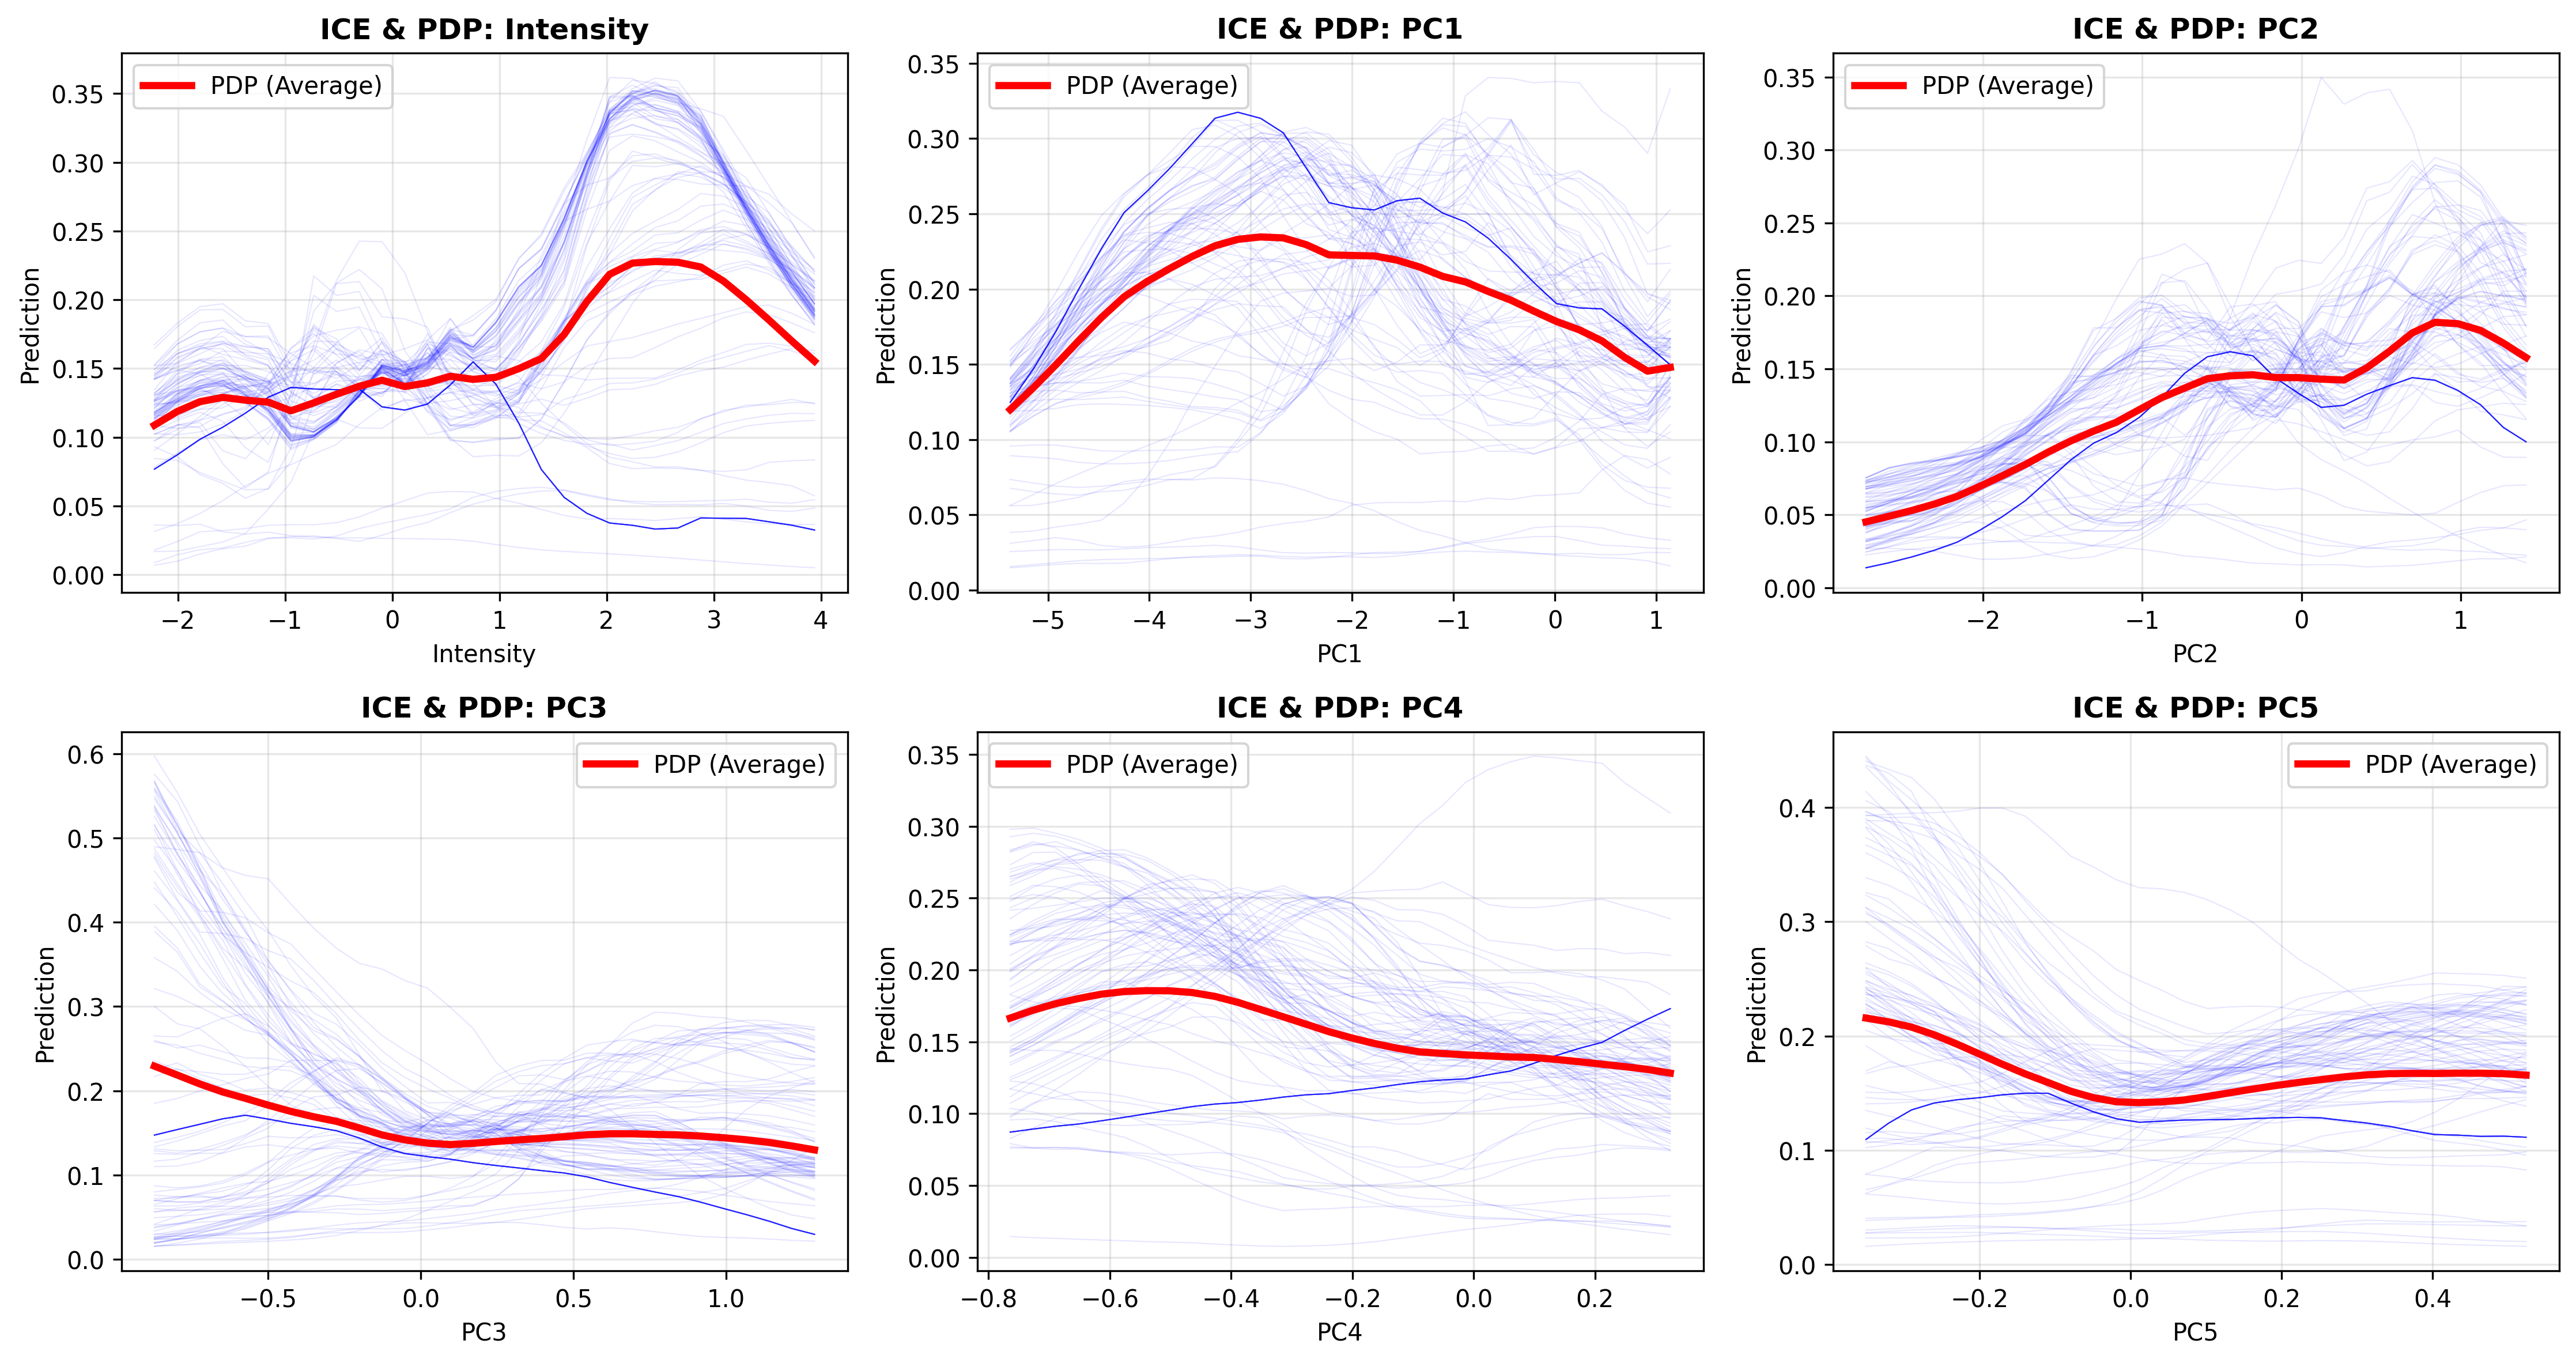 ICE & PDP: Intensity
PDP (Average)
Prediction
0.35
0.30
0.25
0.20
0.15
0.10
0.05
0.00
−2 −1 0 1 2 3 4
Intensity
ICE & PDP: PC1
PDP (Average)
Prediction
0.35
0.30
0.25
0.20
0.15
0.10
0.05
0.00
−5 −4 −3 −2 −1 0 1
PC1
ICE & PDP: PC2
PDP (Average)
Prediction
0.35
0.30
0.25
0.20
0.15
0.10
0.05
0.00
−2 −1 0 1
PC2
ICE & PDP: PC3
PDP (Average)
Prediction
0.6
0.5
0.4
0.3
0.2
0.1
0.0
−0.5 0.0 0.5 1.0
PC3
ICE & PDP: PC4
PDP (Average)
Prediction
0.35
0.30
0.25
0.20
0.15
0.10
0.05
0.00
−0.8 −0.6 −0.4 −0.2 0.0 0.2
PC4
ICE & PDP: PC5
PDP (Average)
Prediction
0.4
0.3
0.2
0.1
0.0
−0.2 0.0 0.2 0.4
PC5